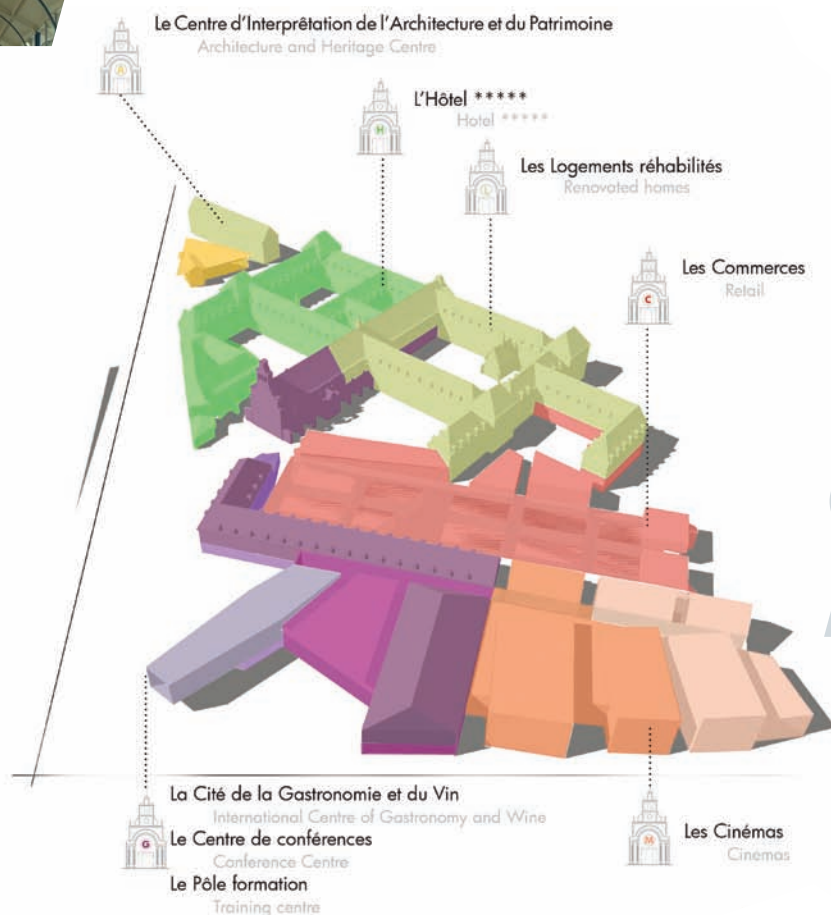 Le Centre d'Interprêtation de l'Architecture et du Patrimoine
Architecture and Heritage Centre
A
L'Hôtel *****
Hotel *****
H
Les Logements réhabilités
Renovated homes
L
Les Commerces
Retail
C
La Cité de la Gastronomie et du Vin
International Centre of Gastronomy and Wine
G
Le Centre de conférences
Conference Centre
Le Pôle formation
Training centre
Les Cinémas
Cinemas
M